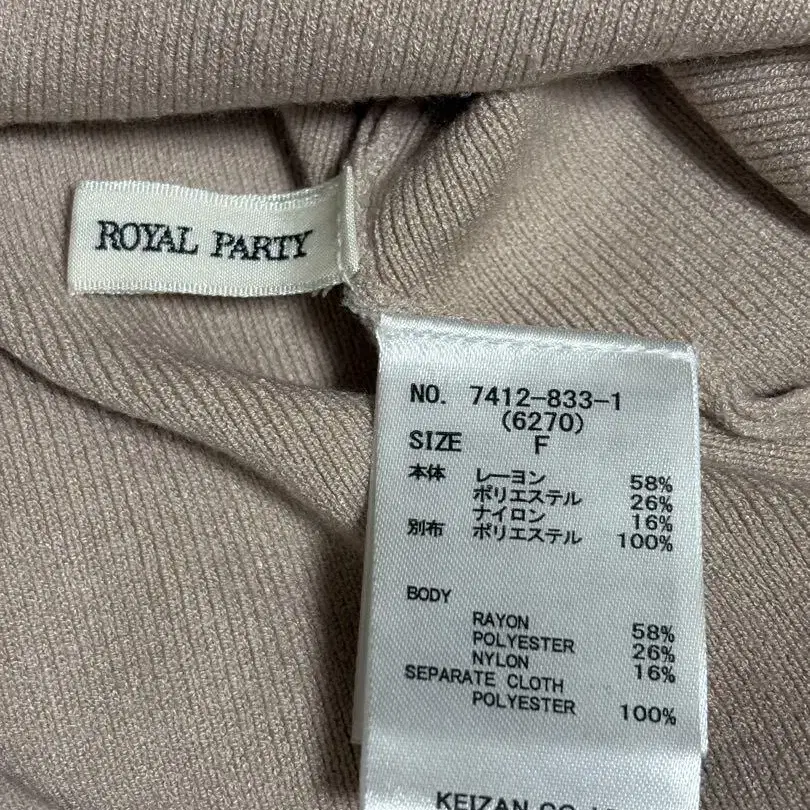 ROYAL PARTY
NO. 7412-833-1
(6270)
SIZE F
本体 レーヨン 58%
ポリエステル 26%
ナイロン 16%
別布 ポリエステル 100%
BODY
RAYON 58%
POLYESTER 26%
NYLON 16%
SEPARATE CLOTH
POLYESTER 100%
KEIZAN CO.